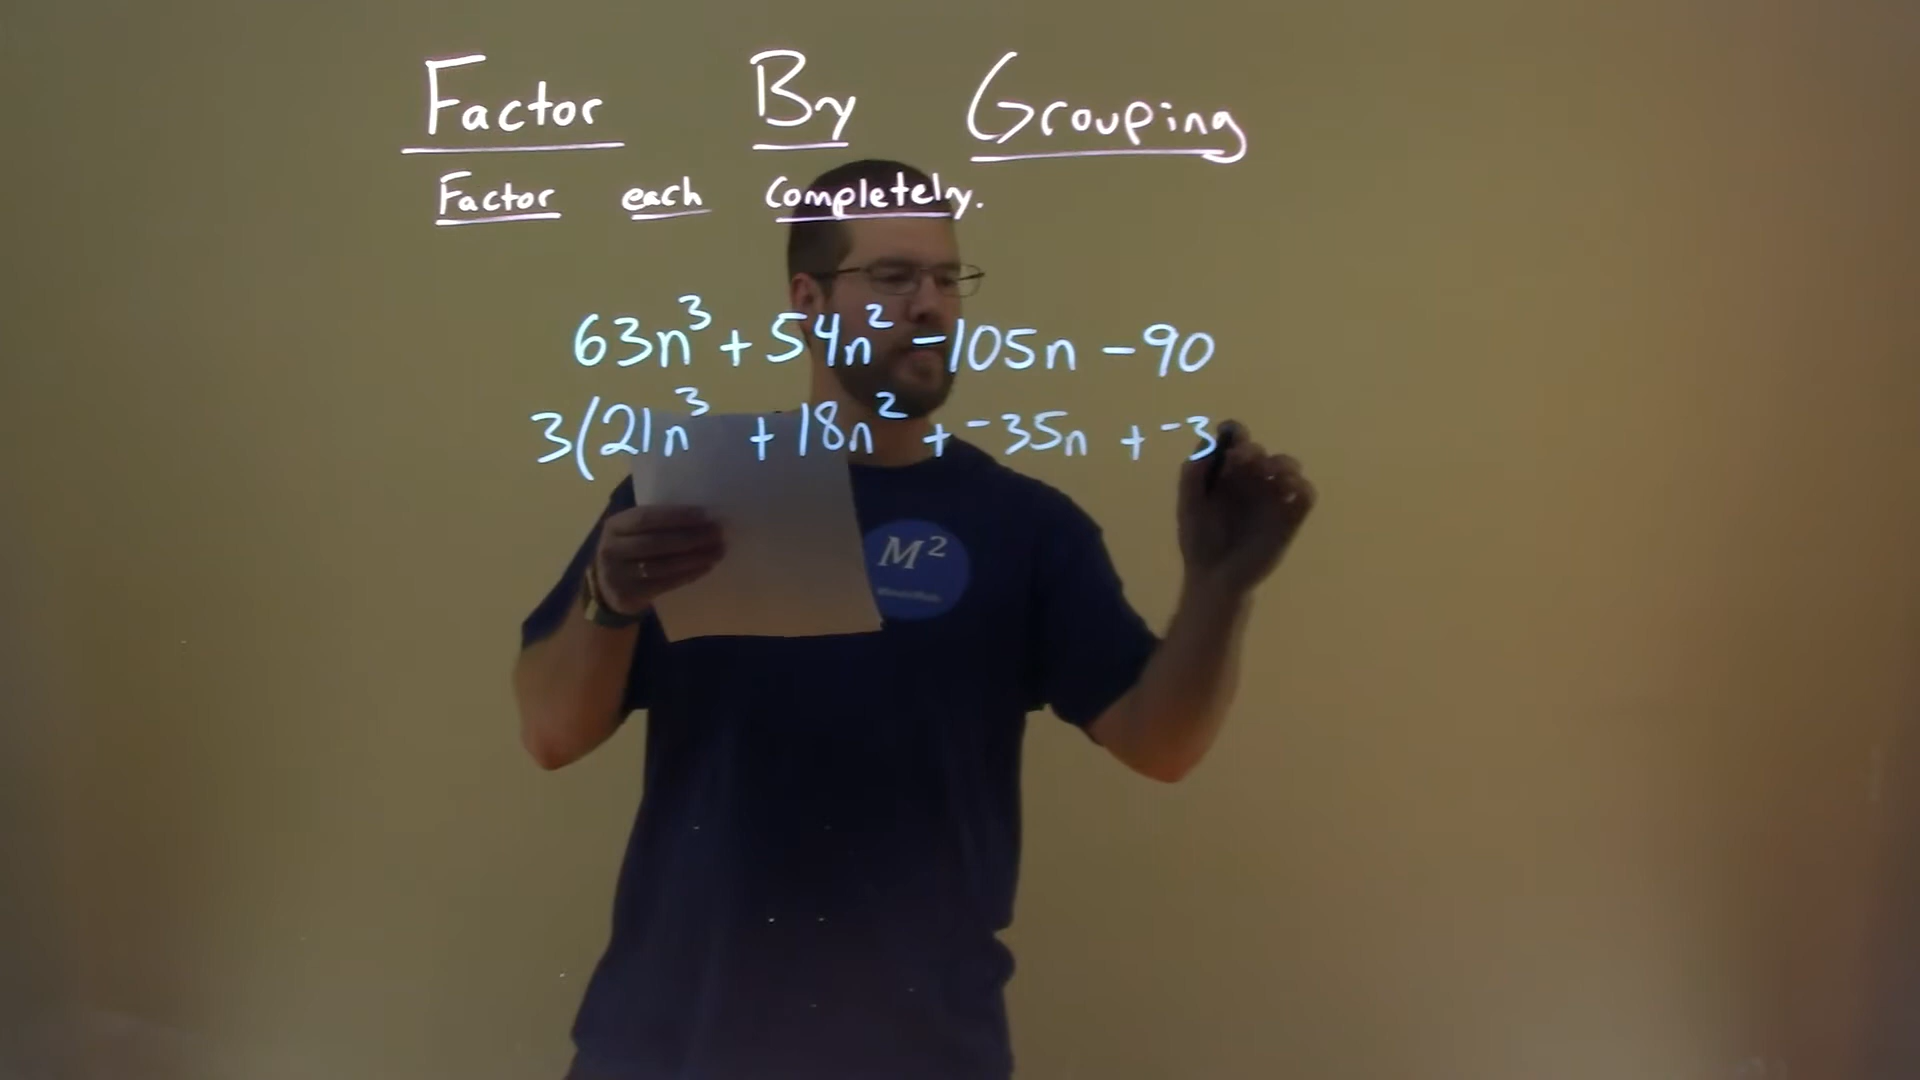 Factor By Grouping
Factor each completely.
63n³ + 54n² - 105n - 90
3(21n³ + 18n² + -35n + -3
M²